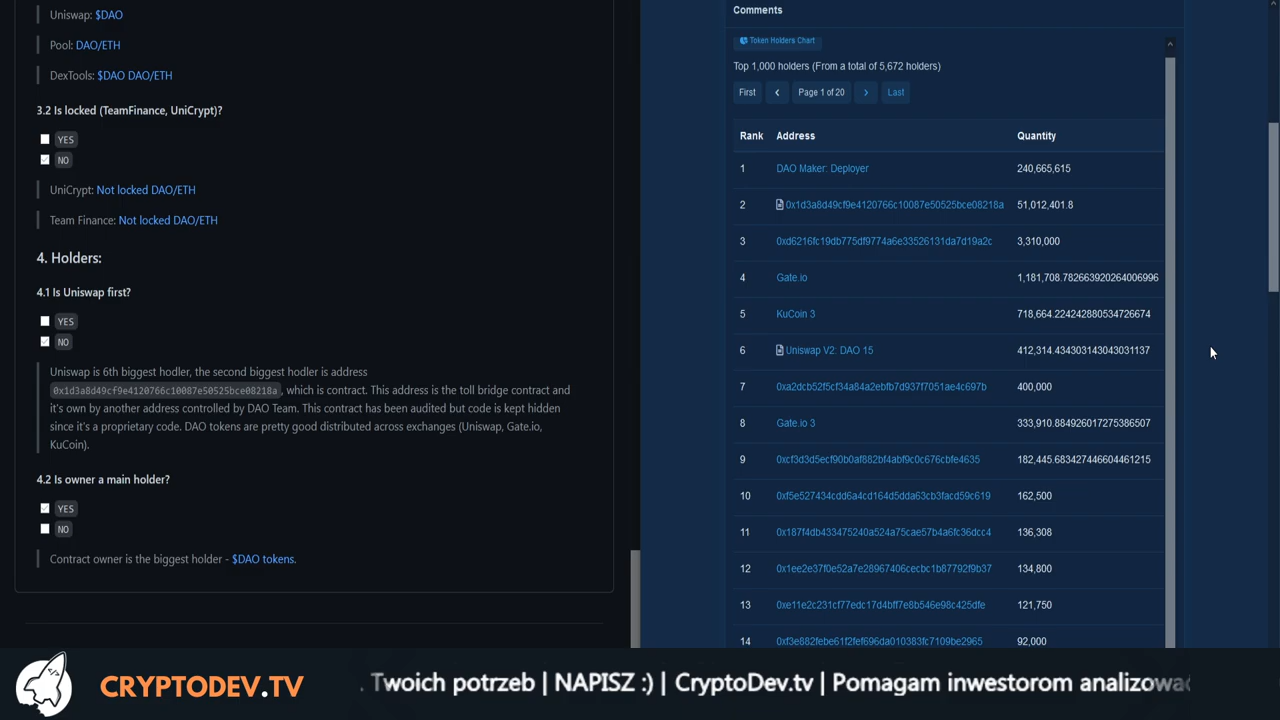 Uniswap: $DAO
Pool: DAO/ETH
DexTools: $DAO DAO/ETH
3.2 Is locked (TeamFinance, UniCrypt)?
YES
NO
UniCrypt: Not locked DAO/ETH
Team Finance: Not locked DAO/ETH
4. Holders:
4.1 Is Uniswap first?
YES
NO
Uniswap is 6th biggest hodler, the second biggest hodler is address
0x1d3a8d49cf9e4120766c10087e50525bce08218a, which is contract. This address is the toll bridge contract and
it's own by another address controlled by DAO Team. This contract has been audited but code is kept hidden
since it's a proprietary code. DAO tokens are pretty good distributed across exchanges (Uniswap, Gate.io,
KuCoin).
4.2 Is owner a main holder?
YES
NO
Contract owner is the biggest holder - $DAO tokens.
Comments
Token Holders Chart
Top 1,000 holders (From a total of 5,672 holders)
First Page 1 of 20 Last
Rank Address Quantity
1 DAO Maker: Deployer 240,665,615
2 0x1d3a8d49cf9e4120766c10087e50525bce08218a 51,012,401.8
3 0xd6216fc19db775df9774a6e33526131da7d19a2c 3,310,000
4 Gate.io 1,181,708.782663920264006996
5 KuCoin 3 718,664.224242880534726674
6 Uniswap V2: DAO 15 412,314.434303143043031137
7 0xa2dcb52f5cf34a84a2ebfb7d937f7051ae4c697b 400,000
8 Gate.io 3 333,910.884926017275386507
9 0xcf3d3d5ecf90b0af882bf4abf9c0c676cbfe4635 182,445.683427446604461215
10 0xf5e527434cdd6a4cd164d5dda63cb3facd59c619 162,500
11 0x187f4db433475240a524a75cae57b4a6fc36dcc4 136,308
12 0x1ee2e37f0e52a7e28967406cecbc1b87792f9b37 134,800
13 0xe11e2c231cf77edc17d4bff7e8b546e98c425dfe 121,750
14 0xf3e882febe61f2fef696da010383fc7109be2965 92,000
CRYPTODEV.TV
. Twoich potrzeb | NAPISZ :) | CryptoDev.tv | Pomagam inwestorom analizować